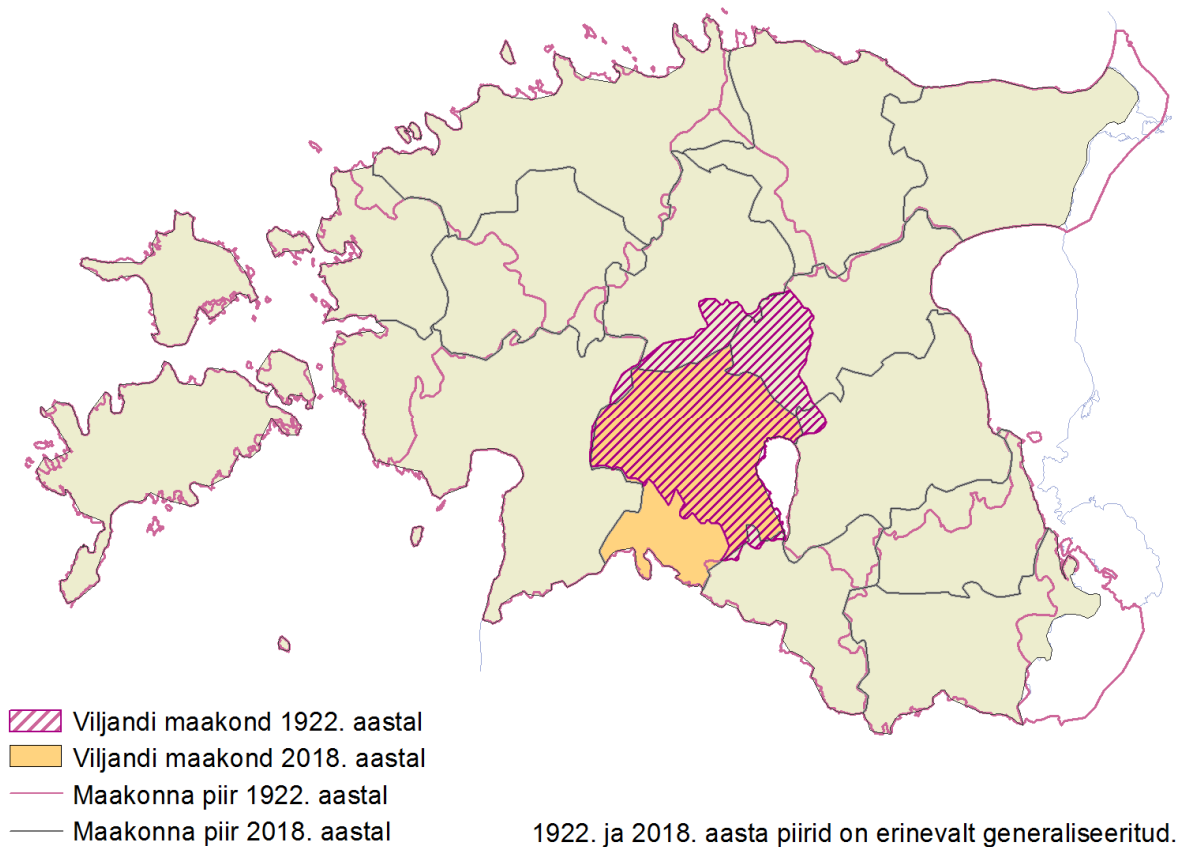 Viljandi maakond 1922. aastal
Viljandi maakond 2018. aastal
Maakonna piir 1922. aastal
Maakonna piir 2018. aastal
1922. ja 2018. aasta piirid on erinevalt generaliseeritud.